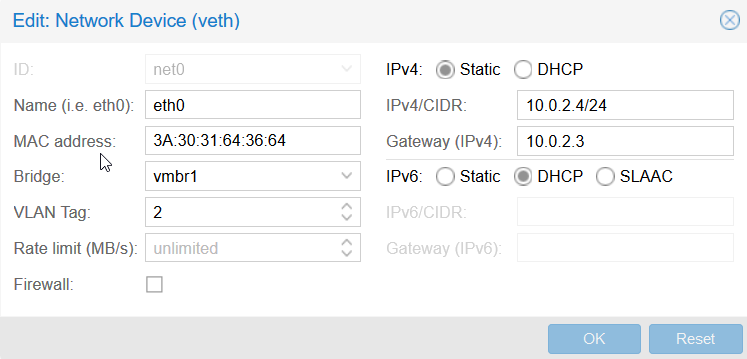 Edit: Network Device (veth)
ID: net0
Name (i.e. eth0): eth0
MAC address: 3A:30:31:64:36:64
Bridge: vmbr1
VLAN Tag: 2
Rate limit (MB/s): unlimited
Firewall:
IPv4: Static DHCP
IPv4/CIDR: 10.0.2.4/24
Gateway (IPv4): 10.0.2.3
IPv6: Static DHCP SLAAC
IPv6/CIDR:
Gateway (IPv6):
OK Reset